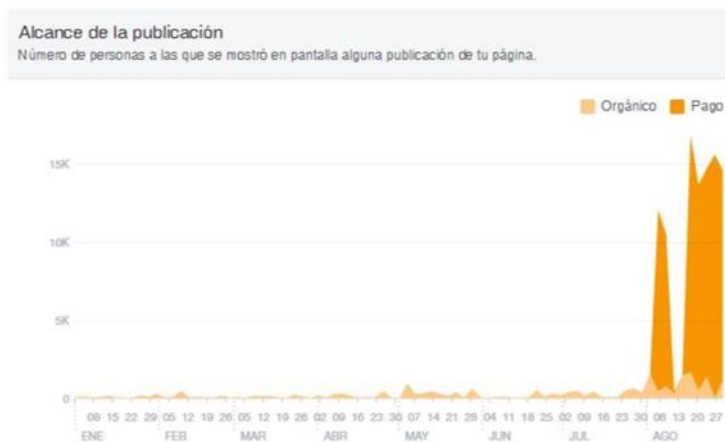 Alcance de la publicación
Número de personas a las que se mostró en pantalla alguna publicación de tu página.
Orgánico Pago
15K
10K
5K
0
08 15 22 29 05 12 19 26 05 12 19 26 02 09 16 23 30 07 14 21 28 04 11 18 25 02 09 16 23 30 06 13 20 27
ENE FEB MAR ABR MAY JUN JUL AGO